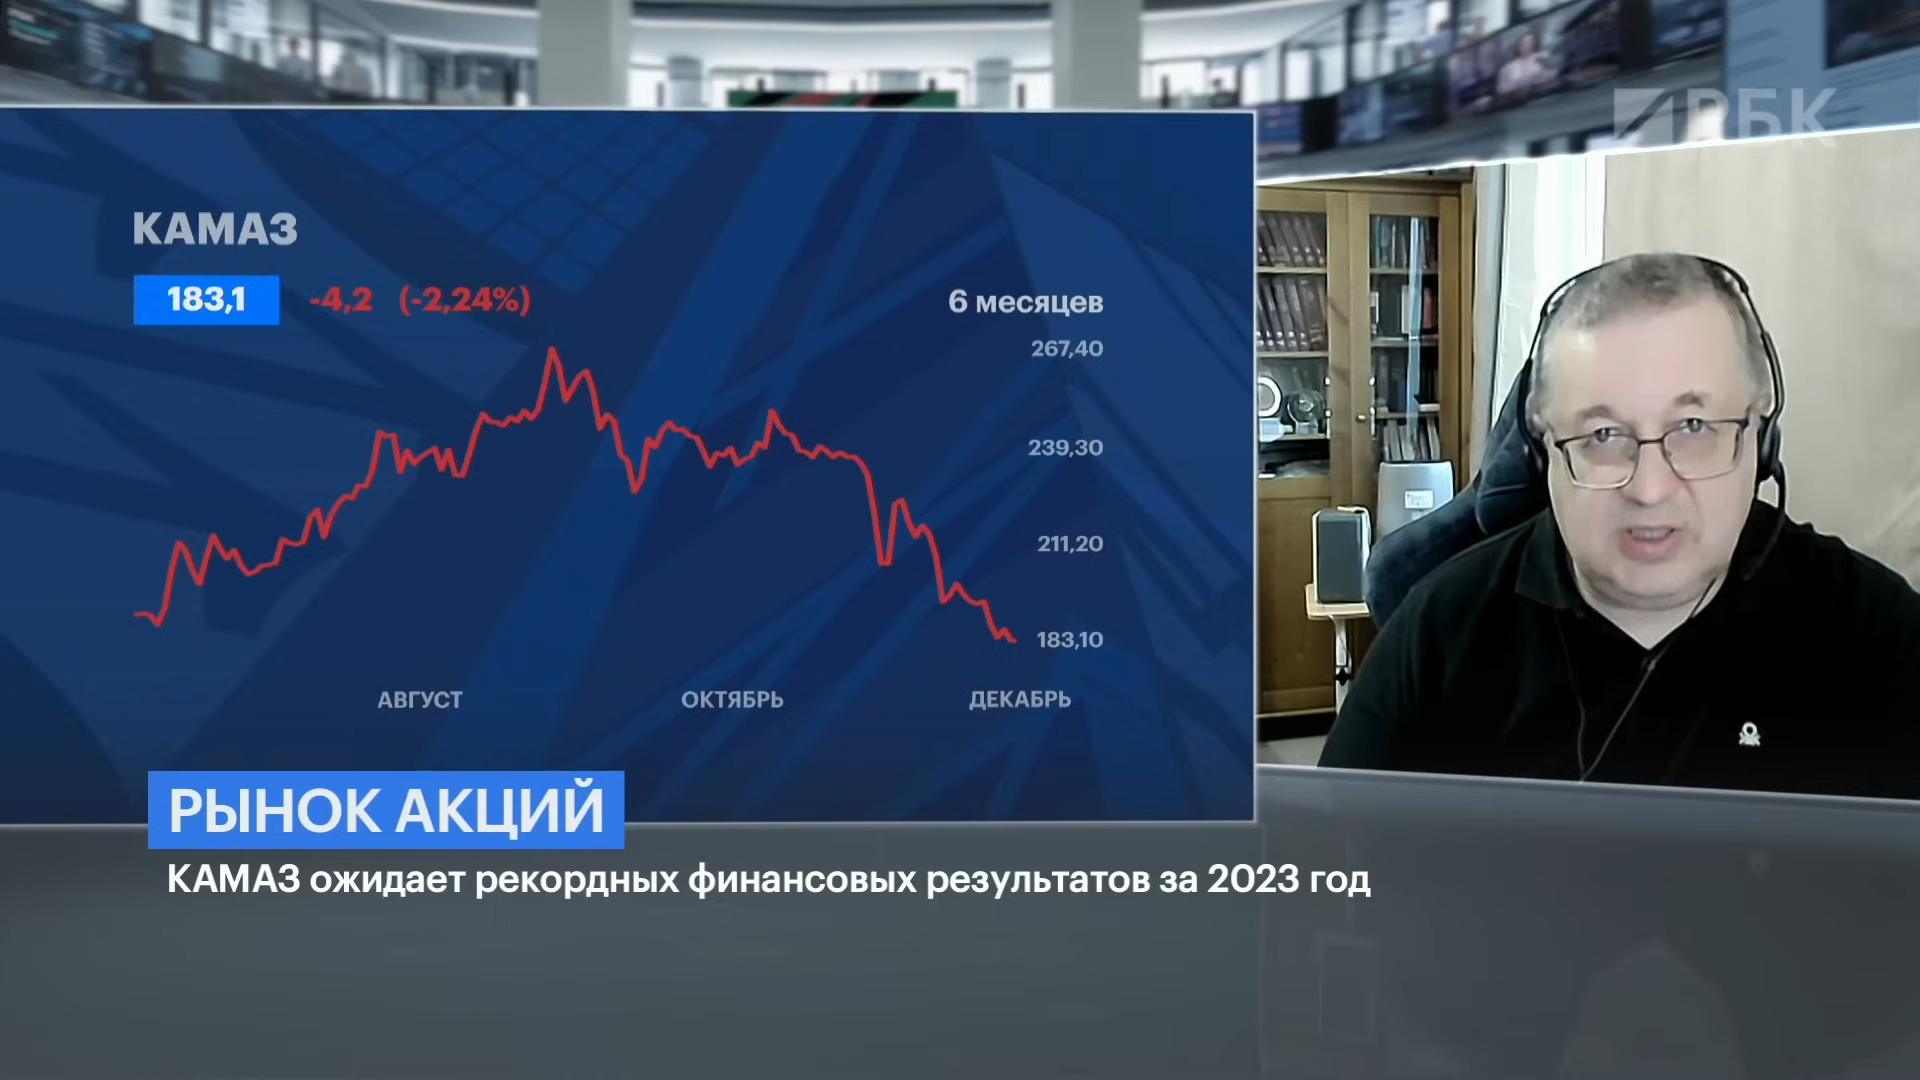 РБК
КАМАЗ
183,1 -4,2 (-2,24%)
6 месяцев
267,40
239,30
211,20
183,10
АВГУСТ ОКТЯБРЬ ДЕКАБРЬ
РЫНОК АКЦИЙ
КАМАЗ ожидает рекордных финансовых результатов за 2023 год